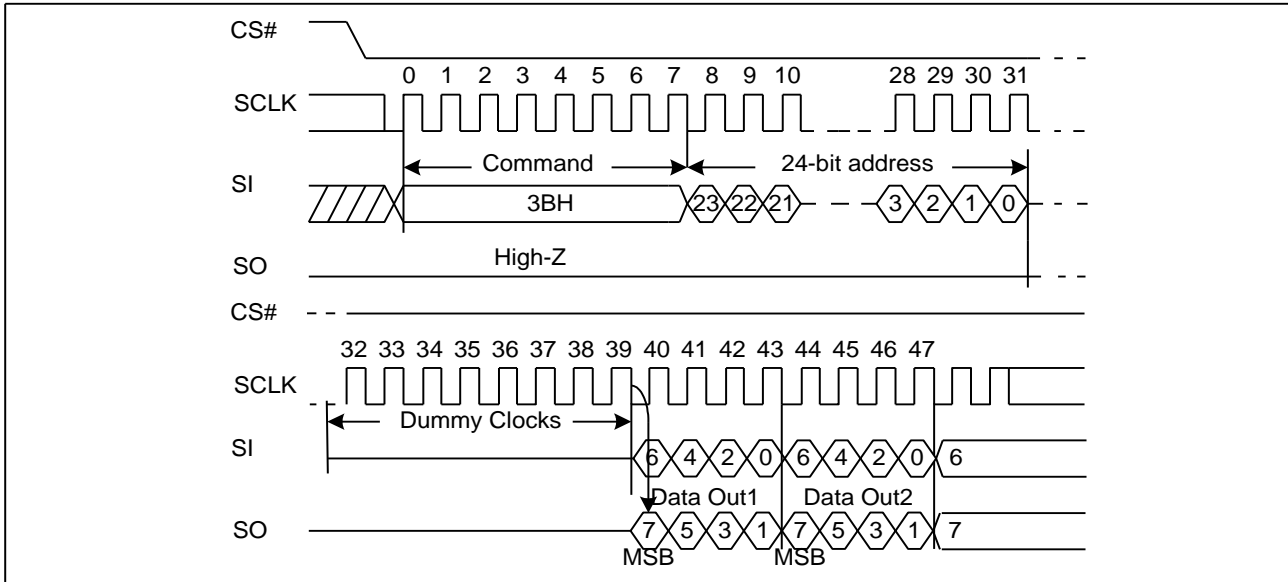 CS#
0 1 2 3 4 5 6 7 8 9 10 28 29 30 31
SCLK
Command 24-bit address
SI
3BH 23 22 21 3 2 1 0
High-Z
SO
CS#
32 33 34 35 36 37 38 39 40 41 42 43 44 45 46 47
SCLK
Dummy Clocks
SI
6 4 2 0 6 4 2 0 6
Data Out1 Data Out2
SO
7 5 3 1 7 5 3 1 7
MSB MSB